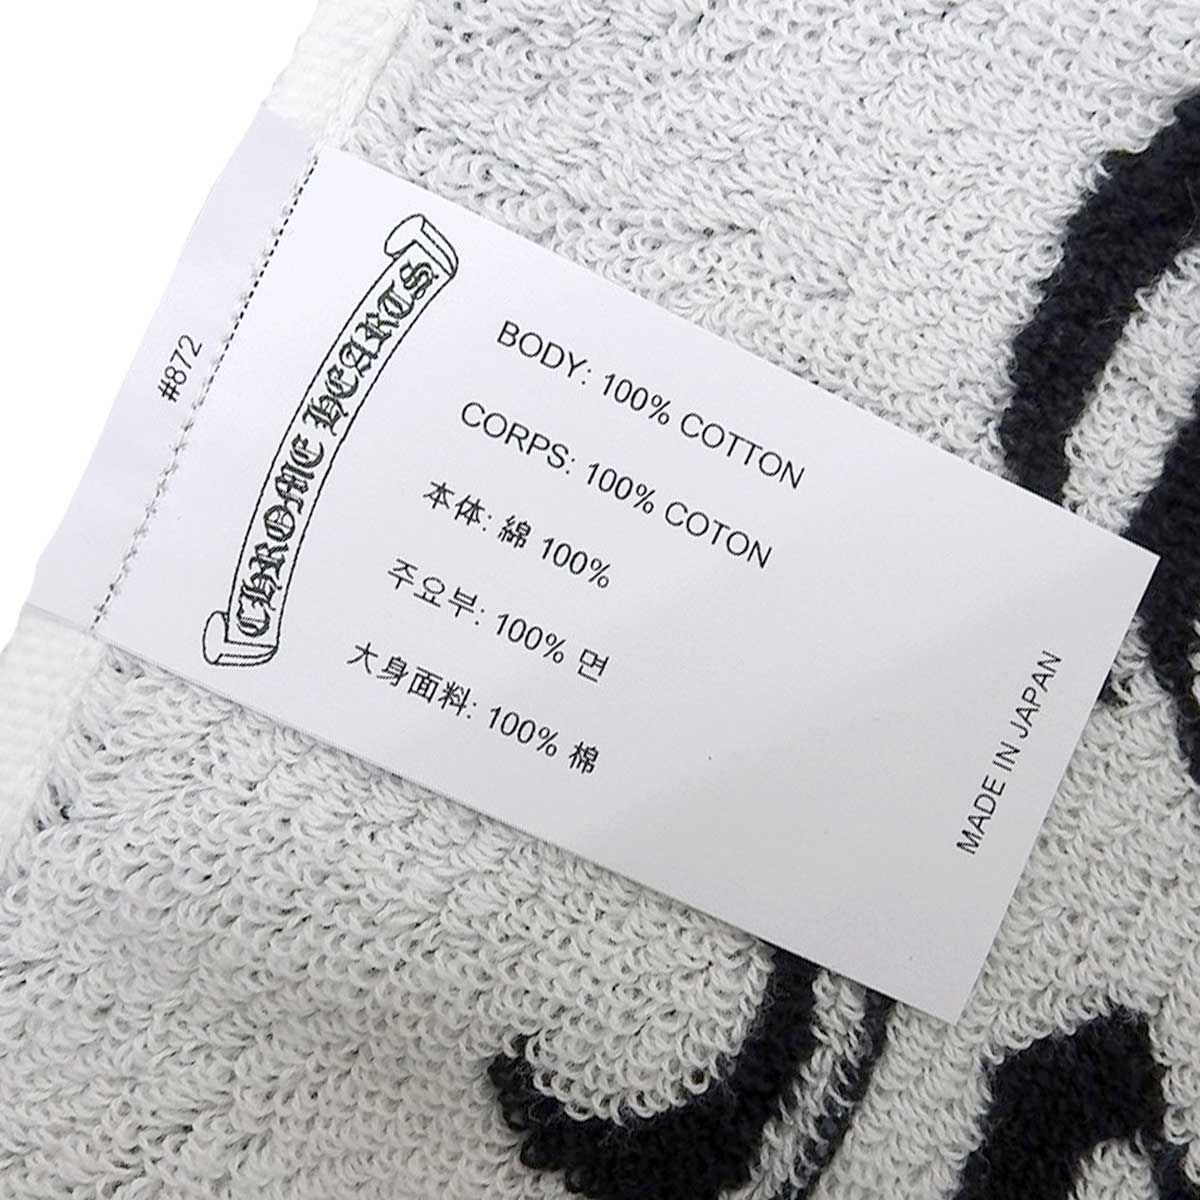 #872
CHROME HEARTS
BODY: 100% COTTON
CORPS: 100% COTON
本体: 綿 100%
주요부: 100% 면
大身面料: 100% 棉
MADE IN JAPAN